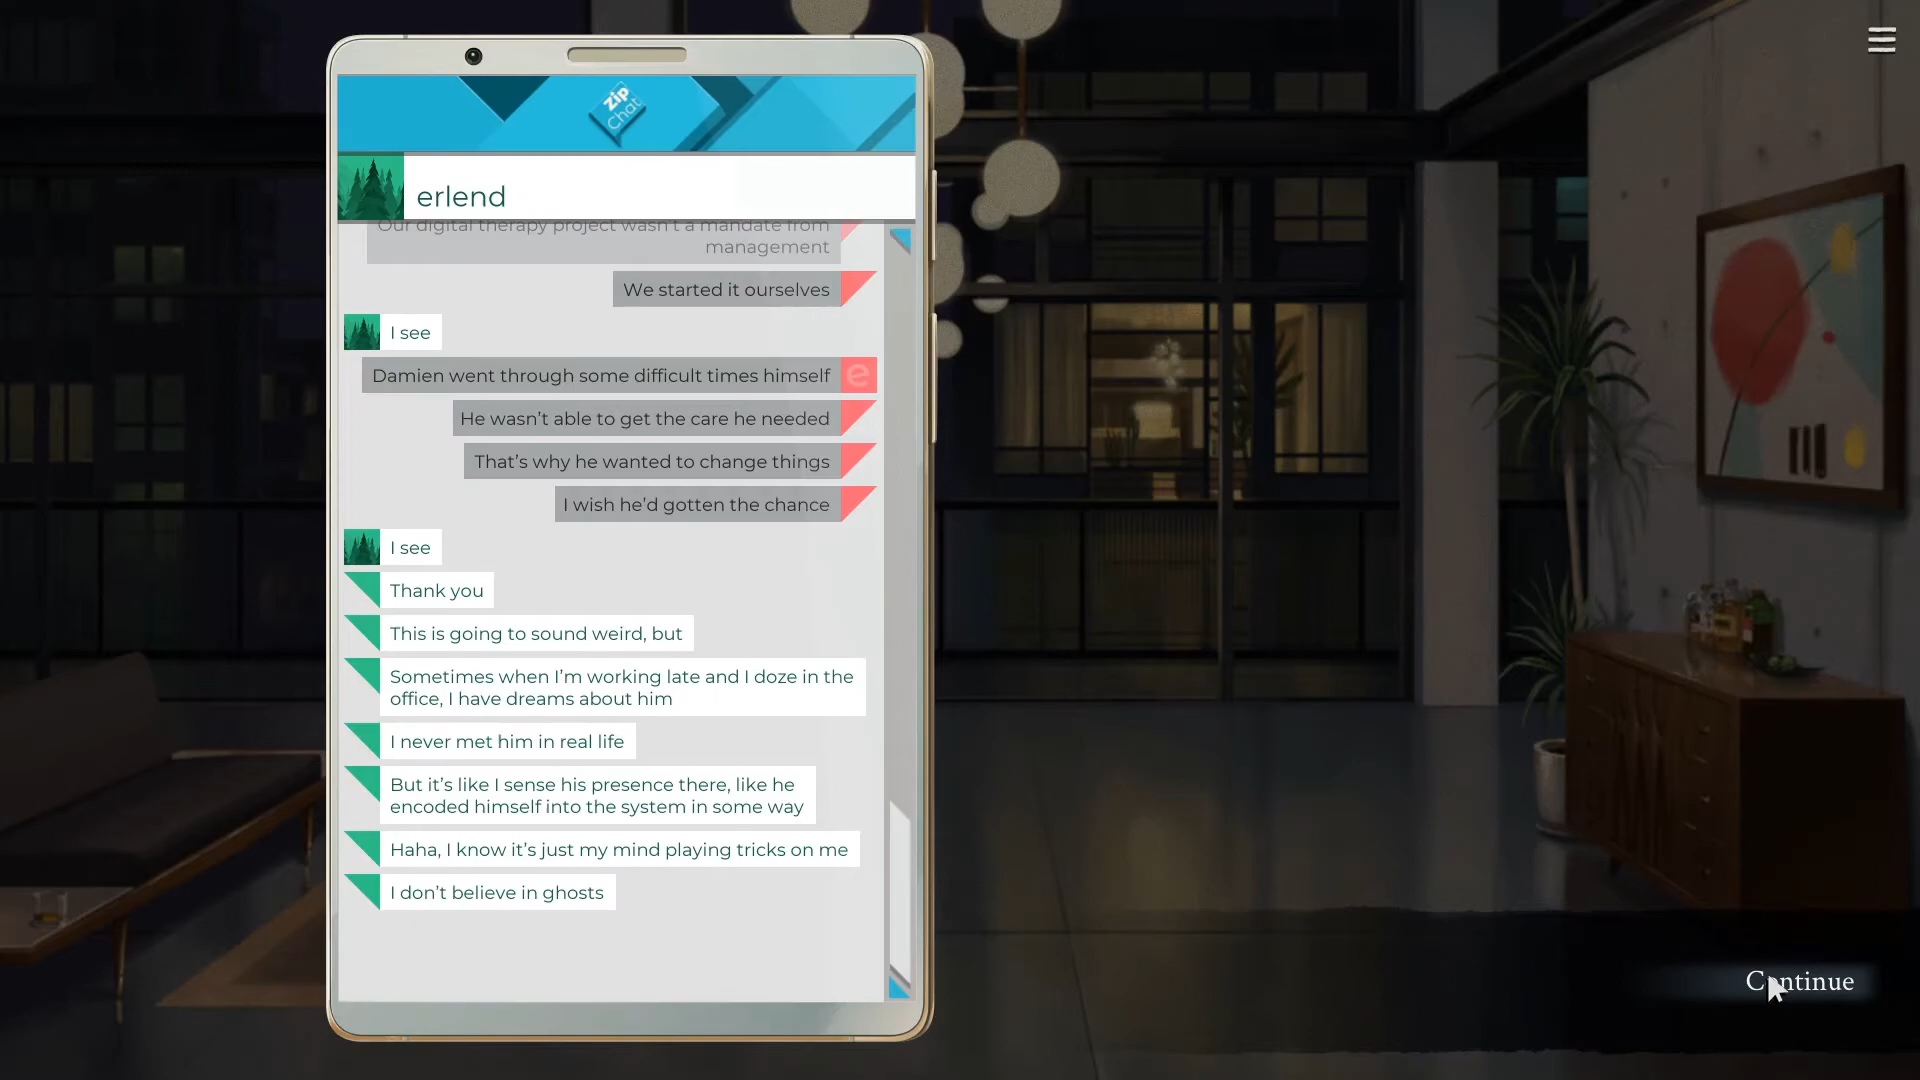 zip
Chat
erlend
Our digital therapy project wasn't a mandate from
management
We started it ourselves
I see
Damien went through some difficult times himself
e
He wasn’t able to get the care he needed
That’s why he wanted to change things
I wish he’d gotten the chance
I see
Thank you
This is going to sound weird, but
Sometimes when I’m working late and I doze in the
office, I have dreams about him
I never met him in real life
But it’s like I sense his presence there, like he
encoded himself into the system in some way
Haha, I know it’s just my mind playing tricks on me
I don’t believe in ghosts
Continue